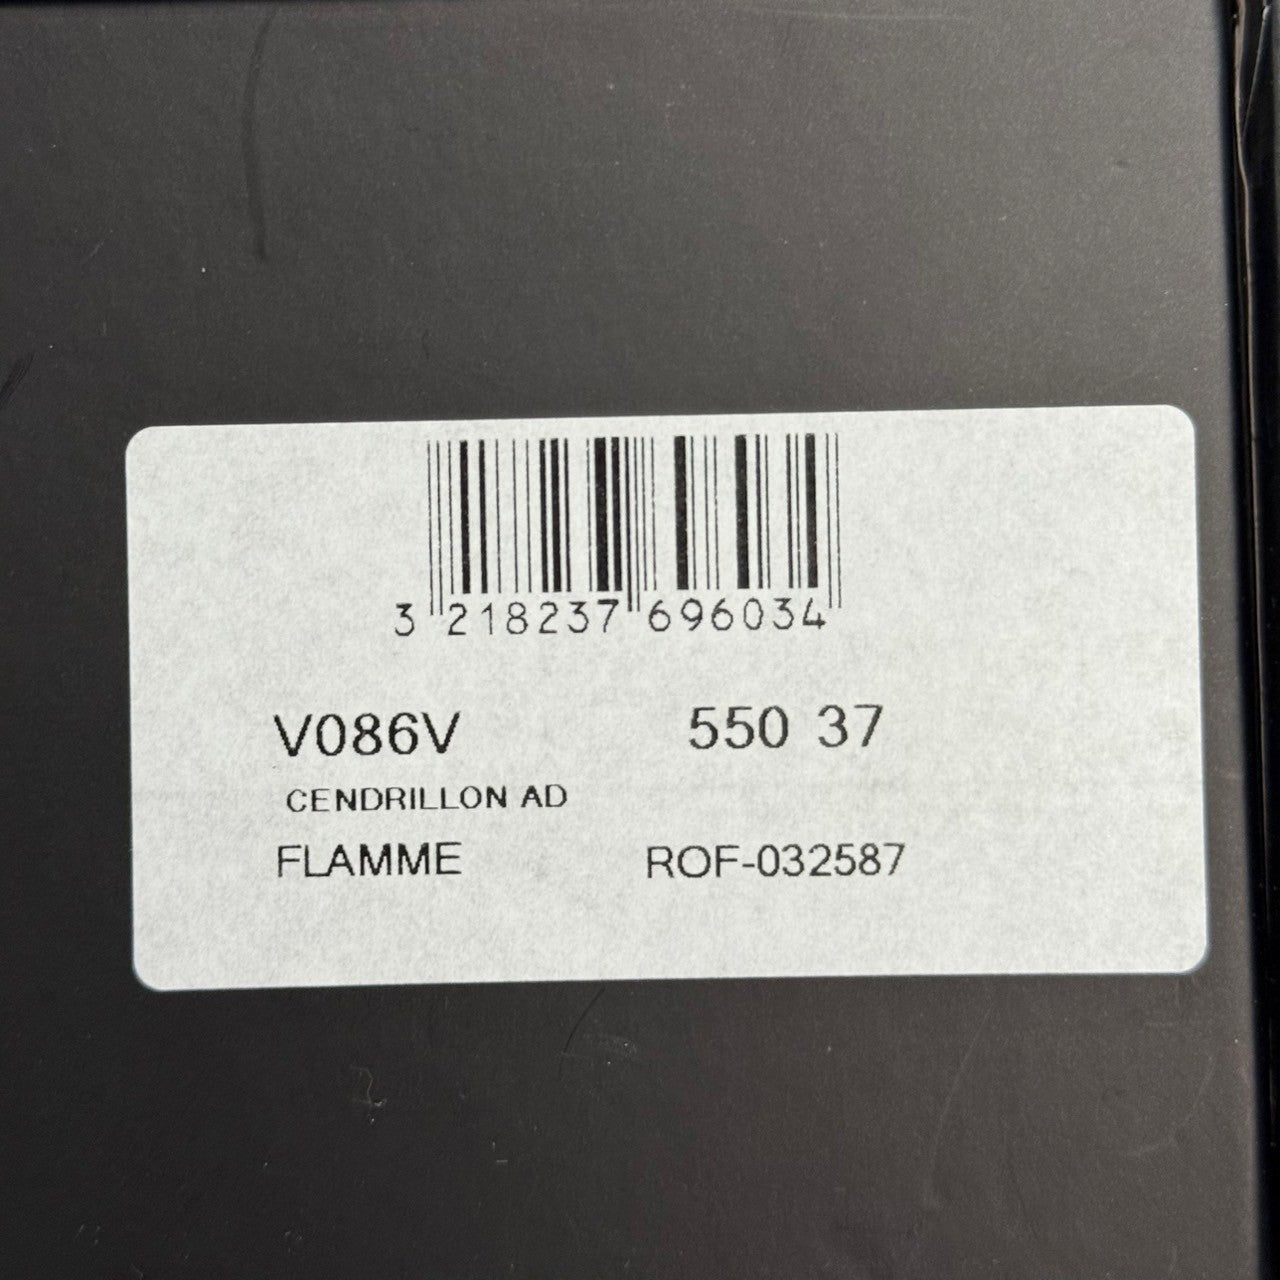 3 218237 696034
V086V 550 37
CENDRILLON AD
FLAMME ROF-032587